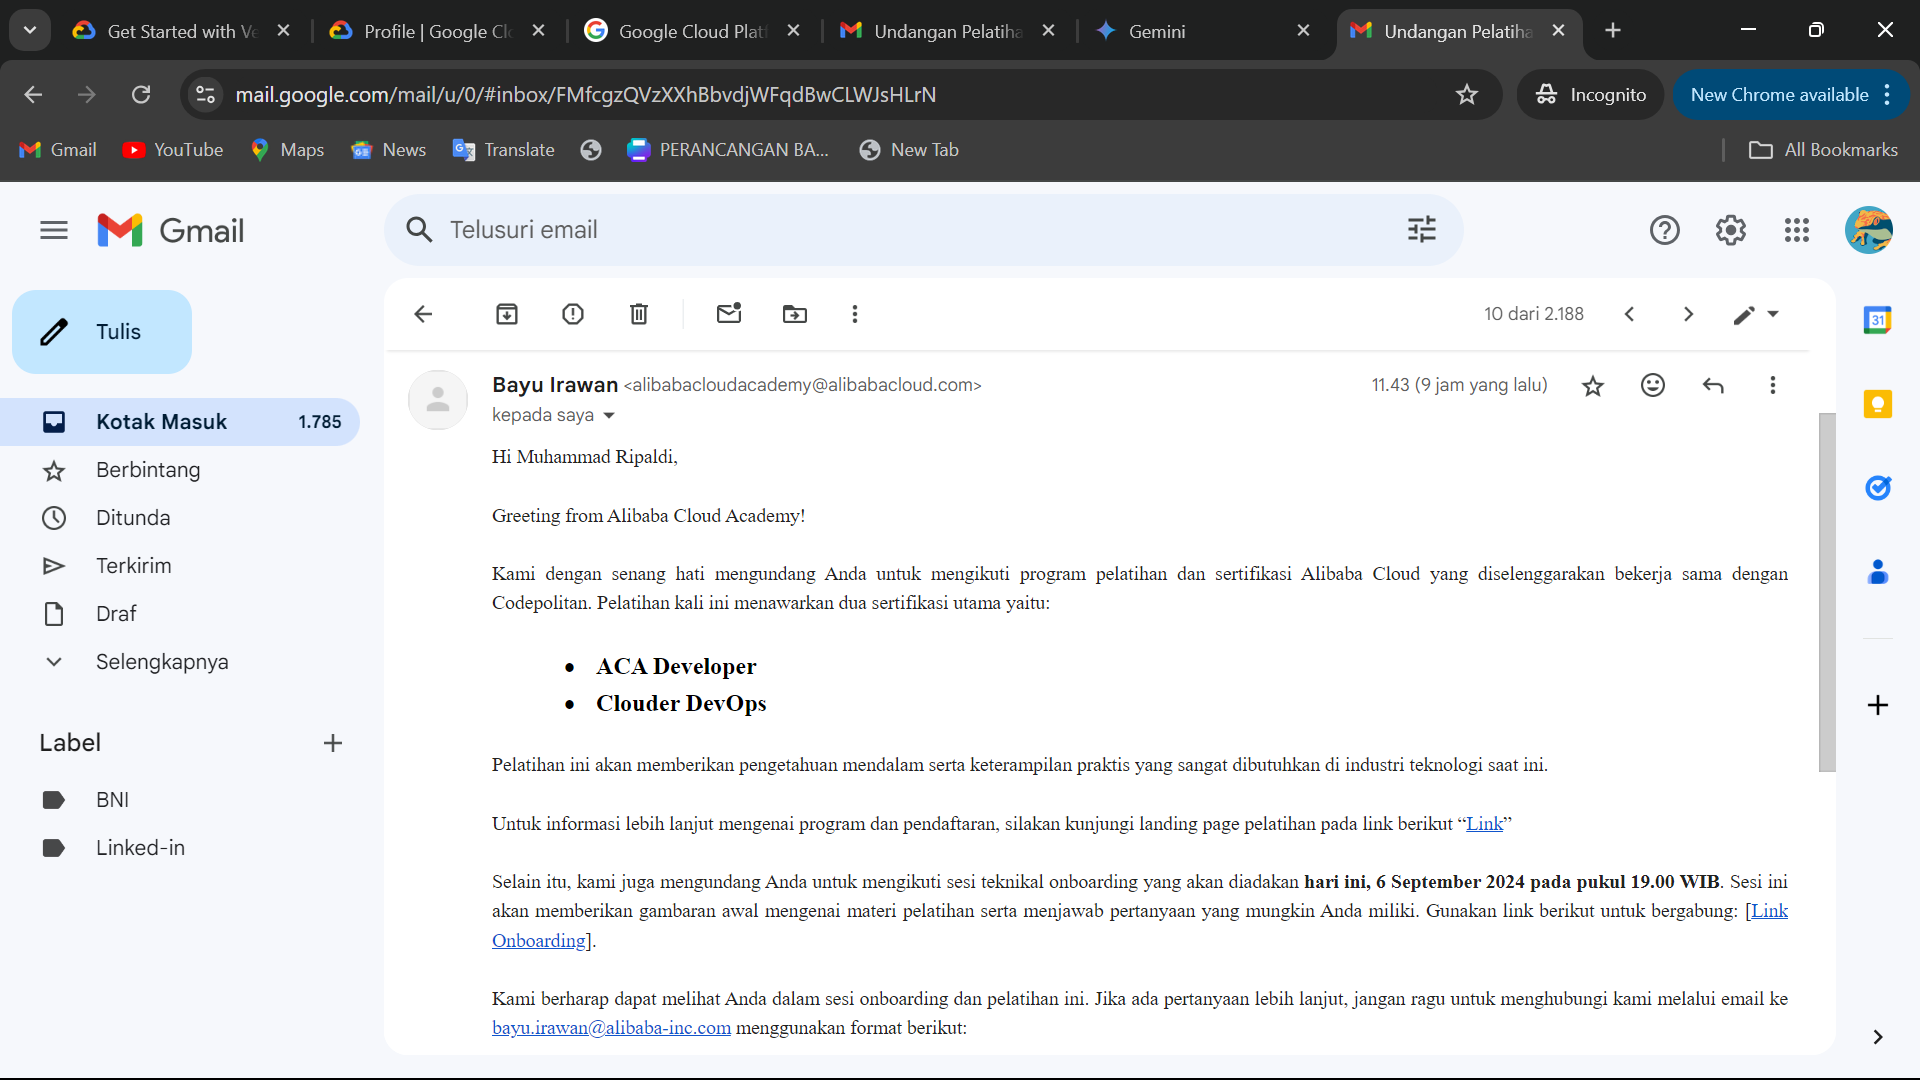 Get Started with Ve
Profile | Google Cl
Google Cloud Platf
Undangan Pelatiha
Gemini
Undangan Pelatiha
mail.google.com/mail/u/0/#inbox/FMfcgzQVzXXhBbvdjWFqdBwCLWJsHLrN
Incognito
New Chrome available
Gmail
YouTube
Maps
News
Translate
PERANCANGAN BA...
New Tab
All Bookmarks
Gmail
Telusuri email
Tulis
10 dari 2.188
31
Kotak Masuk 1.785
Berbintang
Ditunda
Terkirim
Draf
Selengkapnya
Label
BNI
Linked-in
Bayu Irawan <alibabacloudacademy@alibabacloud.com>
11.43 (9 jam yang lalu)
kepada saya
Hi Muhammad Ripaldi,
Greeting from Alibaba Cloud Academy!
Kami dengan senang hati mengundang Anda untuk mengikuti program pelatihan dan sertifikasi Alibaba Cloud yang diselenggarakan bekerja sama dengan
Codepolitan. Pelatihan kali ini menawarkan dua sertifikasi utama yaitu:
• ACA Developer
• Clouder DevOps
Pelatihan ini akan memberikan pengetahuan mendalam serta keterampilan praktis yang sangat dibutuhkan di industri teknologi saat ini.
Untuk informasi lebih lanjut mengenai program dan pendaftaran, silakan kunjungi landing page pelatihan pada link berikut “Link”
Selain itu, kami juga mengundang Anda untuk mengikuti sesi teknikal onboarding yang akan diadakan hari ini, 6 September 2024 pada pukul 19.00 WIB. Sesi ini
akan memberikan gambaran awal mengenai materi pelatihan serta menjawab pertanyaan yang mungkin Anda miliki. Gunakan link berikut untuk bergabung: [Link
Onboarding].
Kami berharap dapat melihat Anda dalam sesi onboarding dan pelatihan ini. Jika ada pertanyaan lebih lanjut, jangan ragu untuk menghubungi kami melalui email ke
bayu.irawan@alibaba-inc.com menggunakan format berikut: